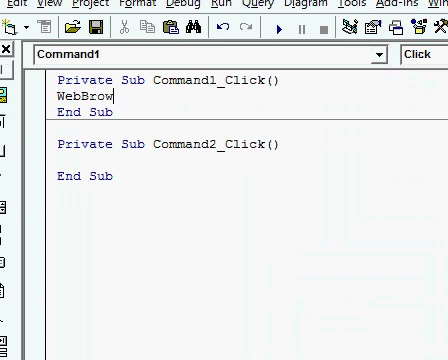 Edit View Project Format Debug Run Query Diagram Tools Add-Ins
Command1 Click
Private Sub Command1_Click()
WebBrow
End Sub
Private Sub Command2_Click()
End Sub